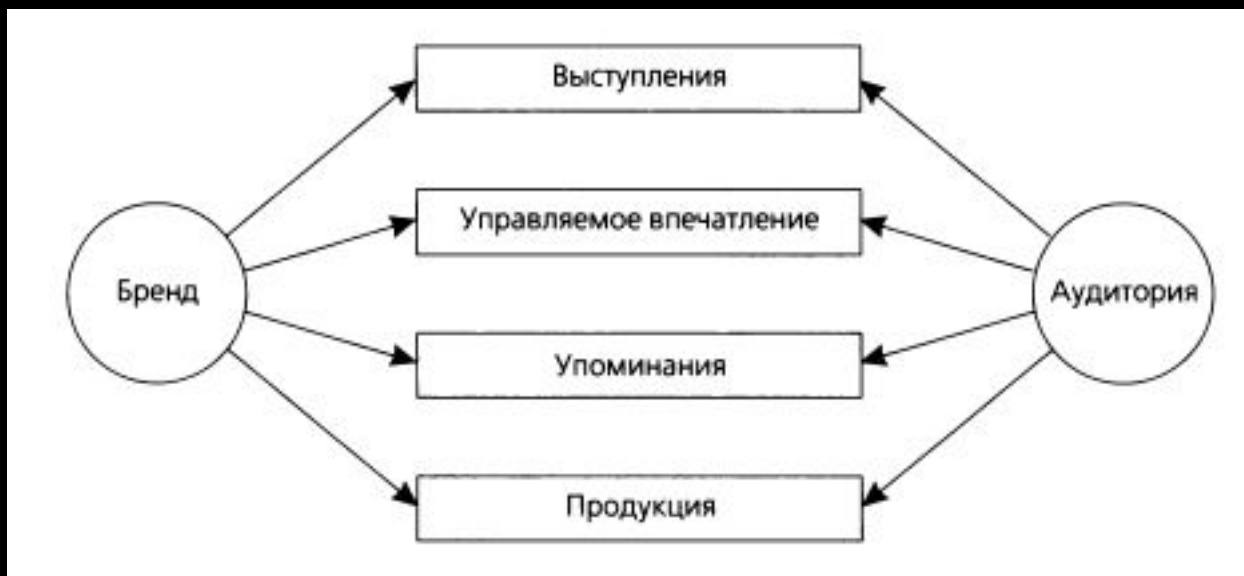 Выступления
Управляемое впечатление
Бренд
Аудитория
Упоминания
Продукция